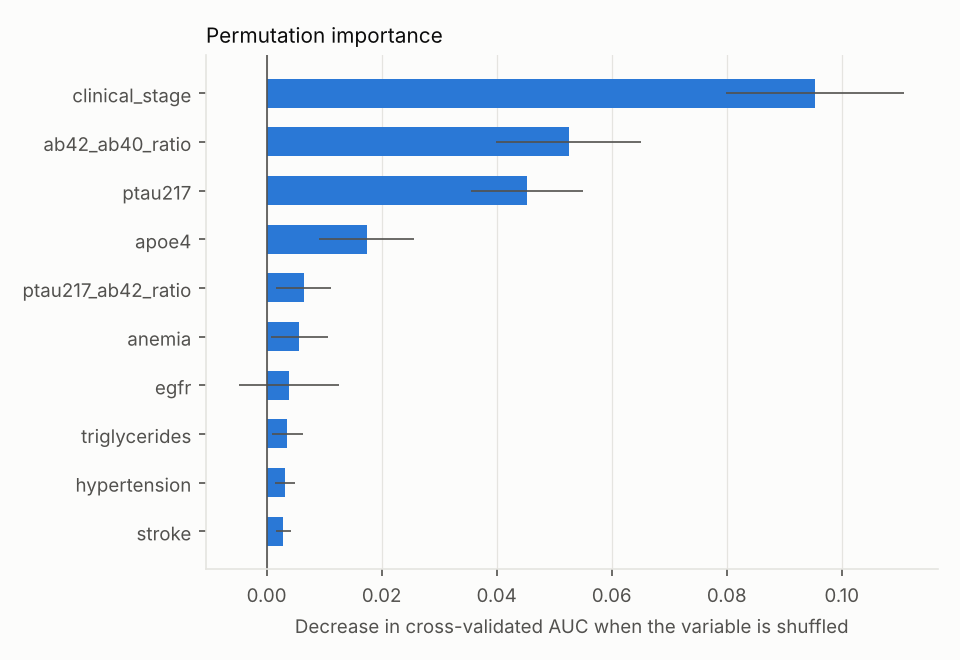 Permutation importance
clinical_stage
ab42_ab40_ratio
ptau217
apoe4
ptau217_ab42_ratio
anemia
egfr
triglycerides
hypertension
stroke
0.00 0.02 0.04 0.06 0.08 0.10
Decrease in cross-validated AUC when the variable is shuffled